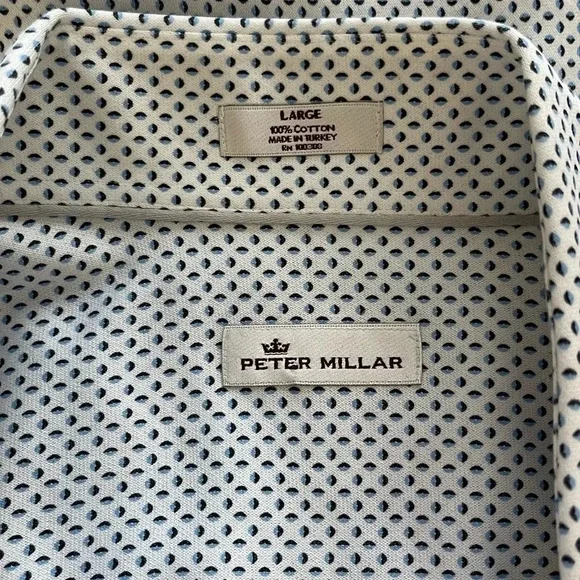 LARGE
100% COTTON
MADE IN TURKEY
PETER MILLAR